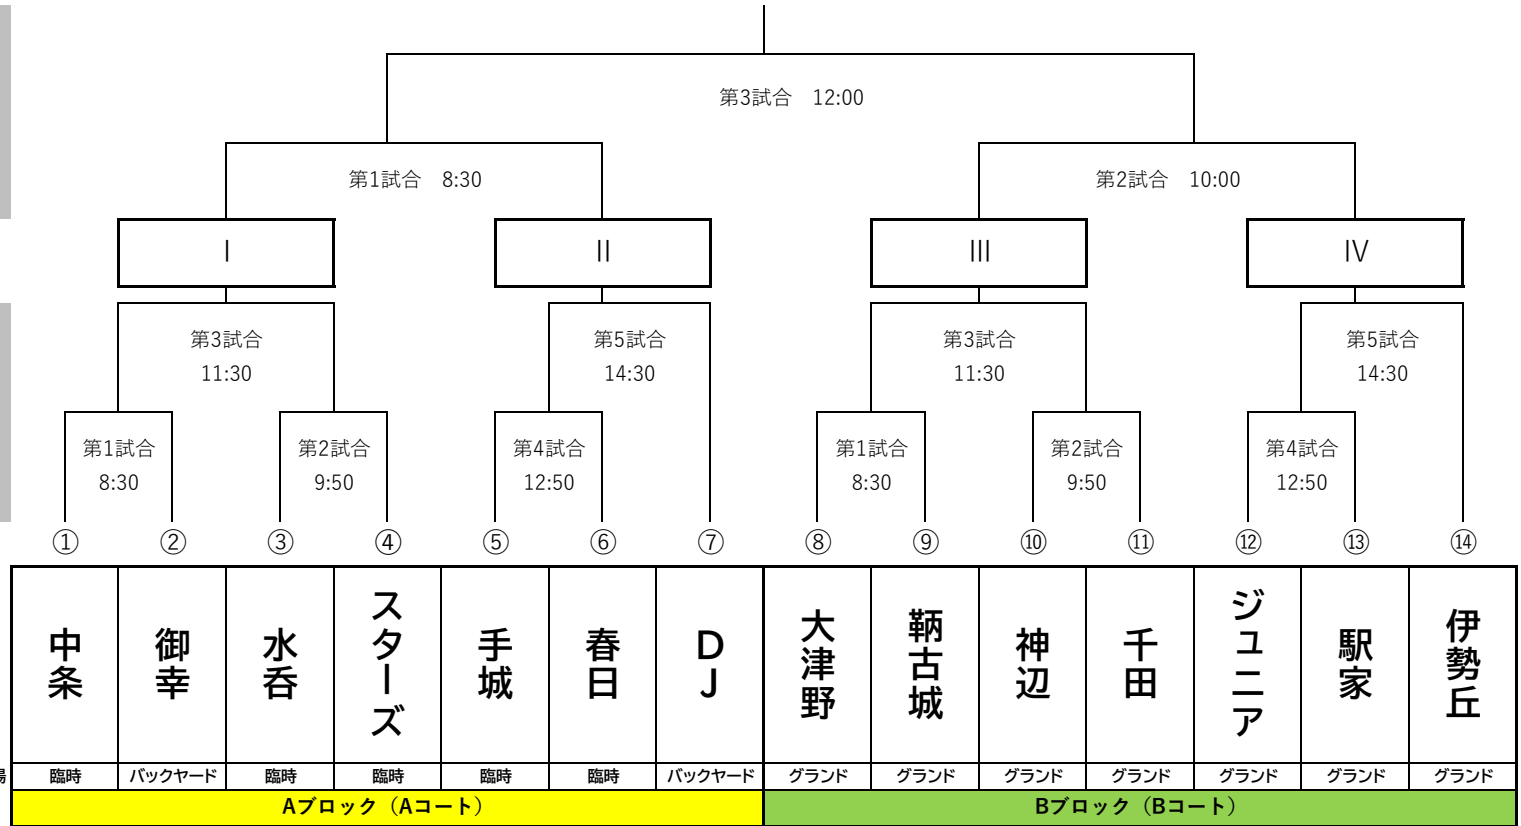 第3試合　12:00
第1試合　8:30
第2試合　10:00
Ⅰ
Ⅱ
Ⅲ
Ⅳ
第3試合
11:30
第5試合
14:30
第3試合
11:30
第5試合
14:30
第1試合
8:30
第2試合
9:50
第4試合
12:50
第1試合
8:30
第2試合
9:50
第4試合
12:50
① ② ③ ④ ⑤ ⑥ ⑦ ⑧ ⑨ ⑩ ⑪ ⑫ ⑬ ⑭
中条
御幸
水呑
スターズ
手城
春日
DJ
大津野
鞆古城
神辺
千田
ジュニア
駅家
伊勢丘
臨時 バックヤード 臨時 臨時 臨時 臨時 バックヤード グランド グランド グランド グランド グランド グランド グランド
Aブロック（Aコート）
Bブロック（Bコート）